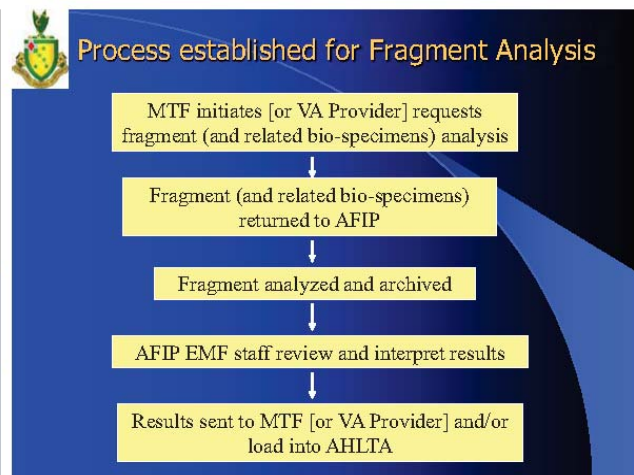 Process established for Fragment Analysis
MTF initiates [or VA Provider] requests
fragment (and related bio-specimens) analysis
Fragment (and related bio-specimens)
returned to AFIP
Fragment analyzed and archived
AFIP EMF staff review and interpret results
Results sent to MTF [or VA Provider] and/or
load into AHLTA